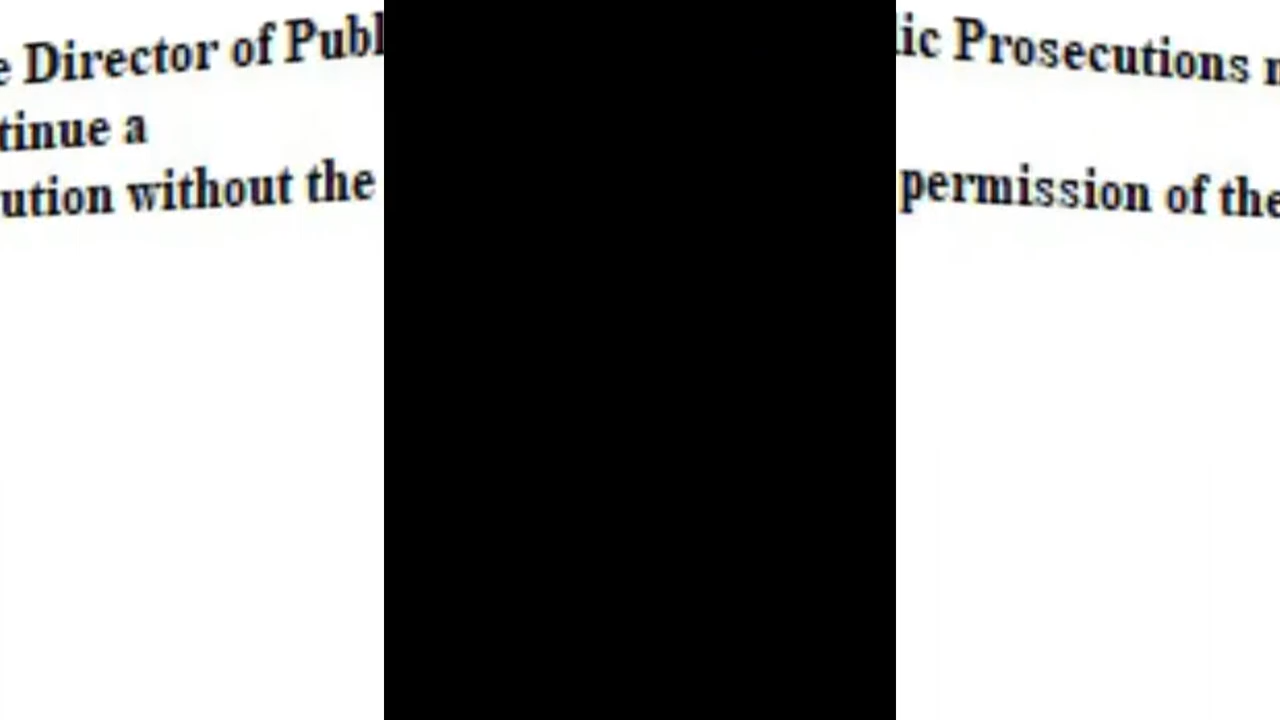 e Director of Publ ic Prosecutions
tinue a
ution without the permission of the